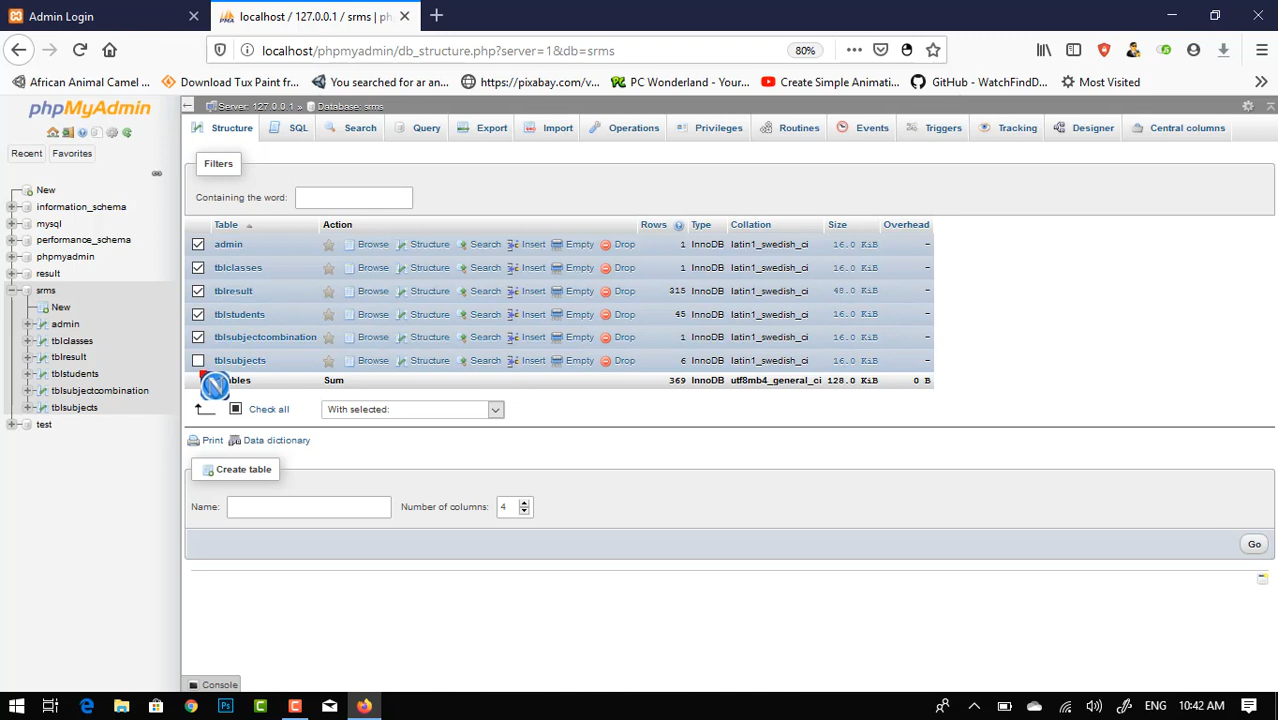 Admin Login
localhost / 127.0.0.1 / srms | ph
localhost/phpmyadmin/db_structure.php?server=1&db=srms
80%
African Animal Camel ...
Download Tux Paint fr...
You searched for ar an...
https://pixabay.com/v...
PC Wonderland - Your...
Create Simple Animati...
GitHub - WatchFindD...
Most Visited
phpMyAdmin
Server: 127.0.0.1 » Database: srms
Structure SQL Search Query Export Import Operations Privileges Routines Events Triggers Tracking Designer Central columns
Recent Favorites
New
information_schema
mysql
performance_schema
phpmyadmin
result
srms
New
admin
tblclasses
tblresult
tblstudents
tblsubjectcombination
tblsubjects
test
Filters
Containing the word:
Table Action Rows Type Collation Size Overhead
admin Browse Structure Search Insert Empty Drop 1 InnoDB latin1_swedish_ci 16.0 KiB -
tblclasses Browse Structure Search Insert Empty Drop 1 InnoDB latin1_swedish_ci 16.0 KiB -
tblresult Browse Structure Search Insert Empty Drop 315 InnoDB latin1_swedish_ci 48.0 KiB -
tblstudents Browse Structure Search Insert Empty Drop 45 InnoDB latin1_swedish_ci 16.0 KiB -
tblsubjectcombination Browse Structure Search Insert Empty Drop 1 InnoDB latin1_swedish_ci 16.0 KiB -
tblsubjects Browse Structure Search Insert Empty Drop 6 InnoDB latin1_swedish_ci 16.0 KiB -
Sum 369 InnoDB utf8mb4_general_ci 128.0 KiB 0 B
Check all With selected:
Print Data dictionary
Create table
Name: Number of columns: 4
Go
Console
ENG 10:42 AM